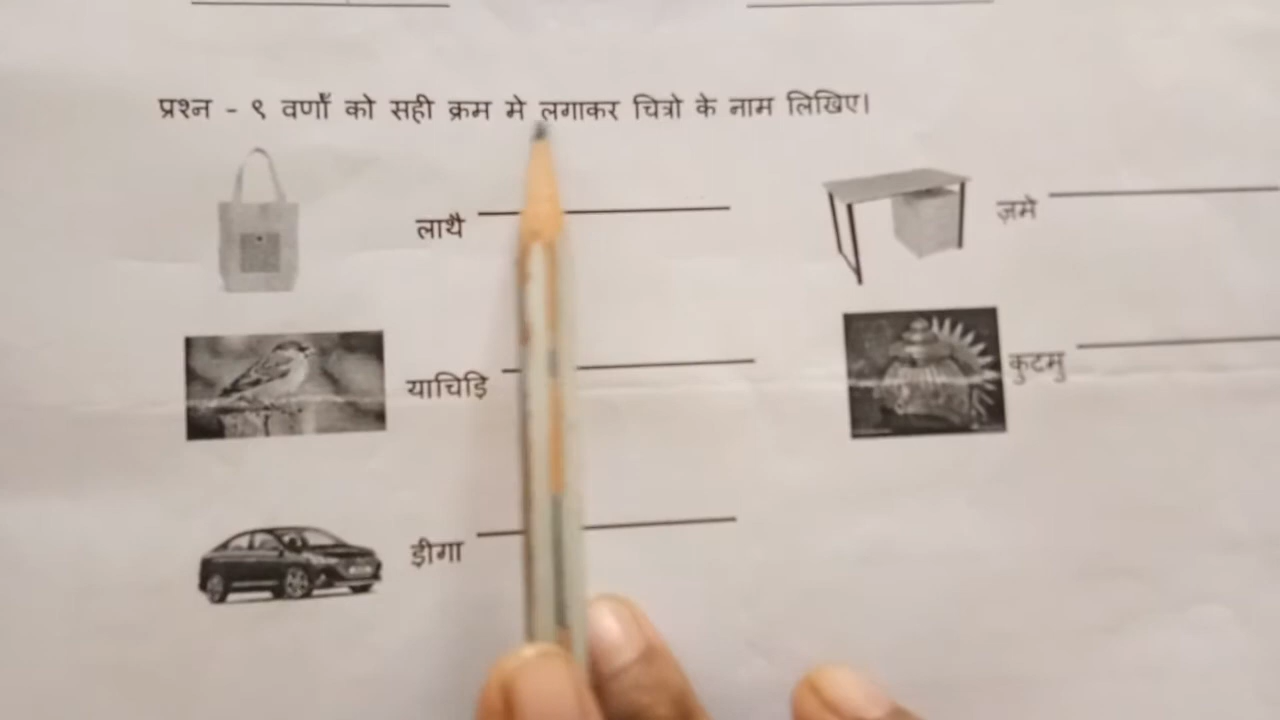 प्रश्न - ९ वर्णों को सही क्रम मे लगाकर चित्रो के नाम लिखिए।
लाथै
ज़मे
याचिड़ि
कुटमु
ड़ीगा